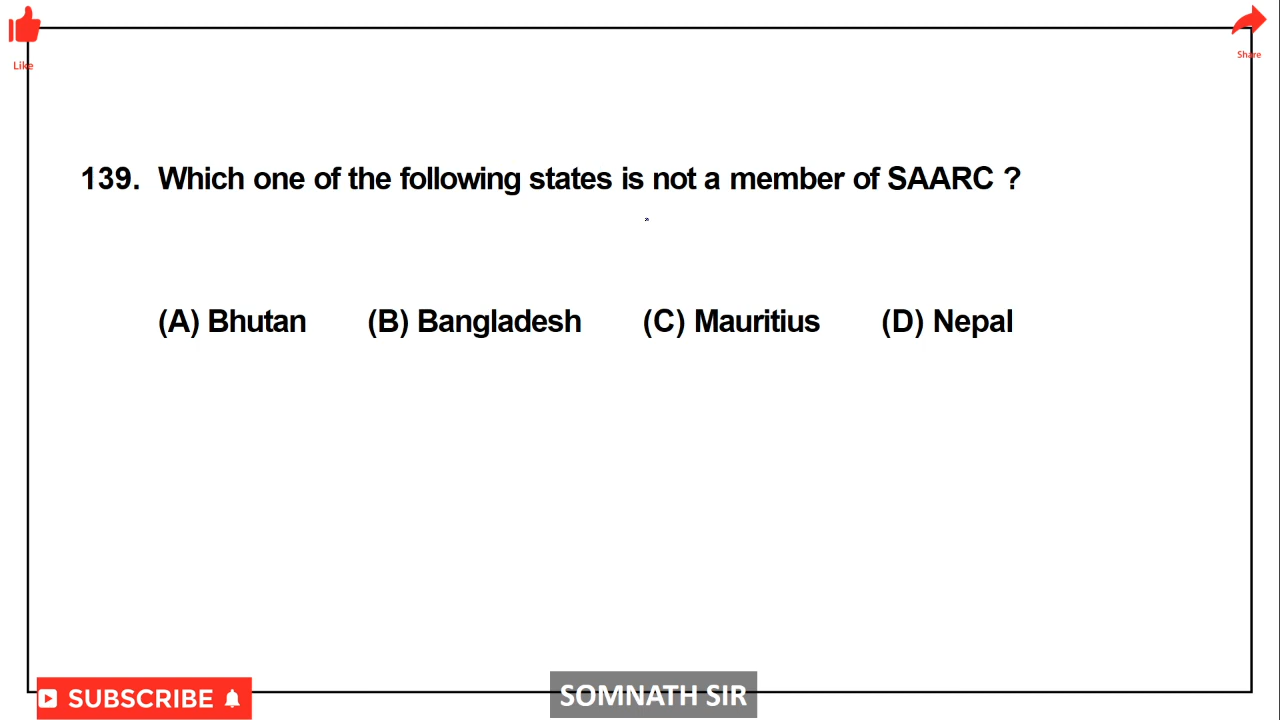 Like
Share
139. Which one of the following states is not a member of SAARC ?
(A) Bhutan (B) Bangladesh (C) Mauritius (D) Nepal
SUBSCRIBE
SOMNATH SIR